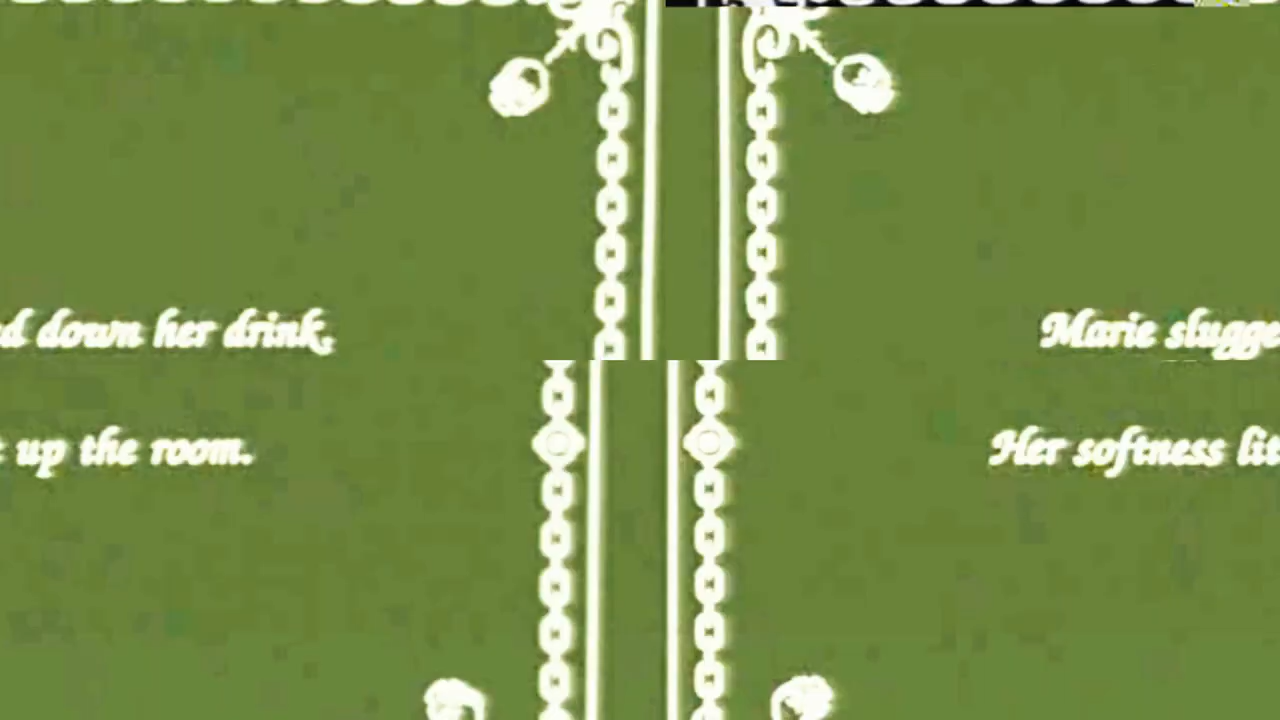 d down her drink.
Marie slugge
up the room.
Her softness lit